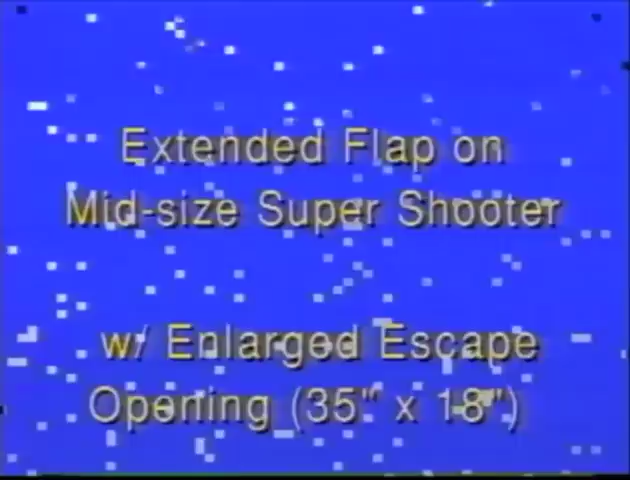 Extended Flap on
Mid-size Super Shooter
w/ Enlarged Escape
Opening (35" x 18")